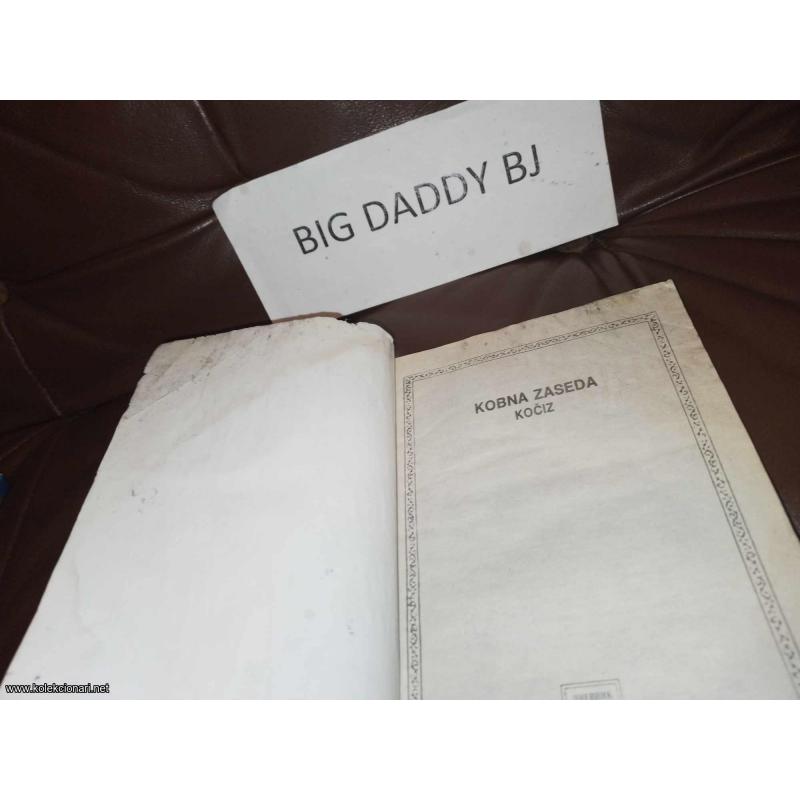 BIG DADDY BJ
KOBNA ZASEDA
KOČIZ
www.kolekcionari.net